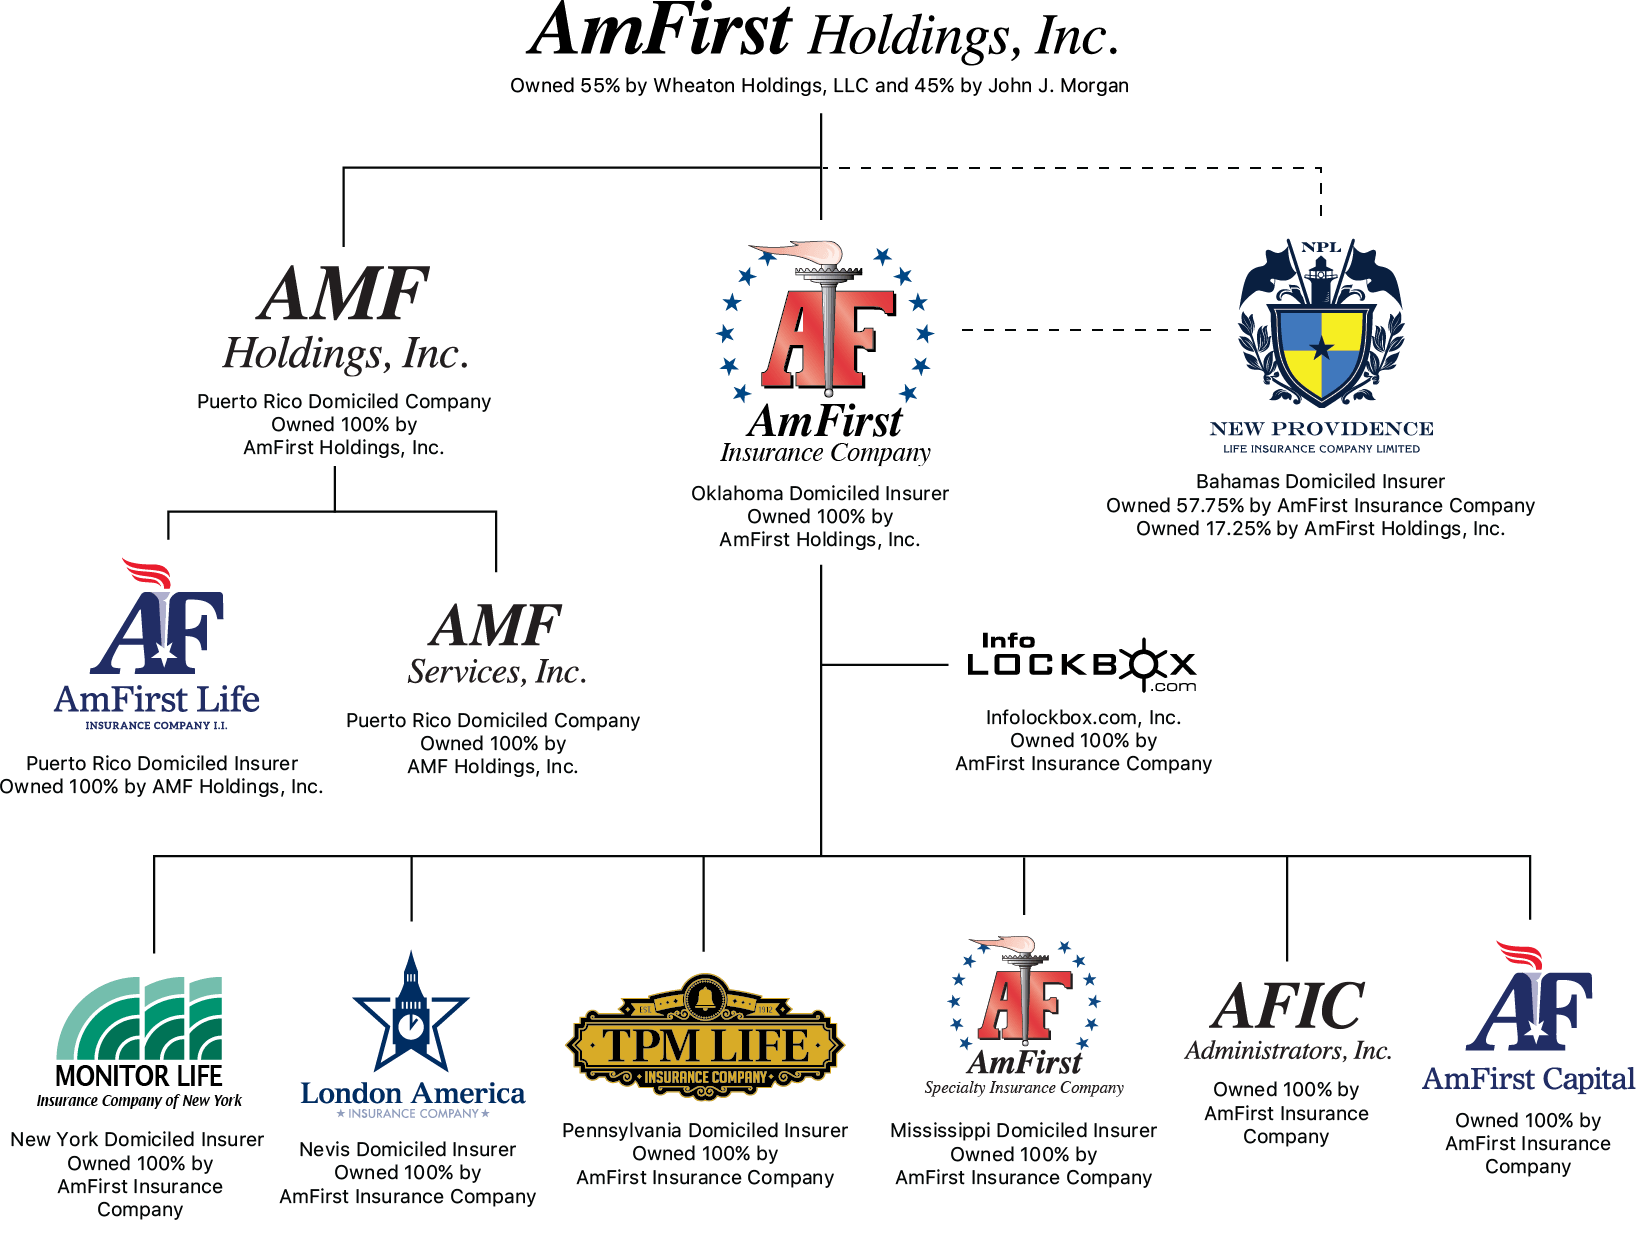 AmFirst Holdings, Inc.
Owned 55% by Wheaton Holdings, LLC and 45% by John J. Morgan
AMF
Holdings, Inc.
Puerto Rico Domiciled Company
Owned 100% by
AmFirst Holdings, Inc.
AF
AmFirst
Insurance Company
Oklahoma Domiciled Insurer
Owned 100% by
AmFirst Holdings, Inc.
NPL
NEW PROVIDENCE
LIFE INSURANCE COMPANY LIMITED
Bahamas Domiciled Insurer
Owned 57.75% by AmFirst Insurance Company
Owned 17.25% by AmFirst Holdings, Inc.
AF
AmFirst Life
INSURANCE COMPANY I.I.
Puerto Rico Domiciled Insurer
Owned 100% by AMF Holdings, Inc.
AMF
Services, Inc.
Puerto Rico Domiciled Company
Owned 100% by
AMF Holdings, Inc.
Info
LOCKBOX
.com
Infolockbox.com, Inc.
Owned 100% by
AmFirst Insurance Company
MONITOR LIFE
Insurance Company of New York
New York Domiciled Insurer
Owned 100% by
AmFirst Insurance
Company
London America
INSURANCE COMPANY
Nevis Domiciled Insurer
Owned 100% by
AmFirst Insurance Company
EST. 1912
TPM LIFE
INSURANCE COMPANY
Pennsylvania Domiciled Insurer
Owned 100% by
AmFirst Insurance Company
AF
AmFirst
Specialty Insurance Company
Mississippi Domiciled Insurer
Owned 100% by
AmFirst Insurance Company
AFIC
Administrators, Inc.
Owned 100% by
AmFirst Insurance
Company
AF
AmFirst Capital
Owned 100% by
AmFirst Insurance
Company